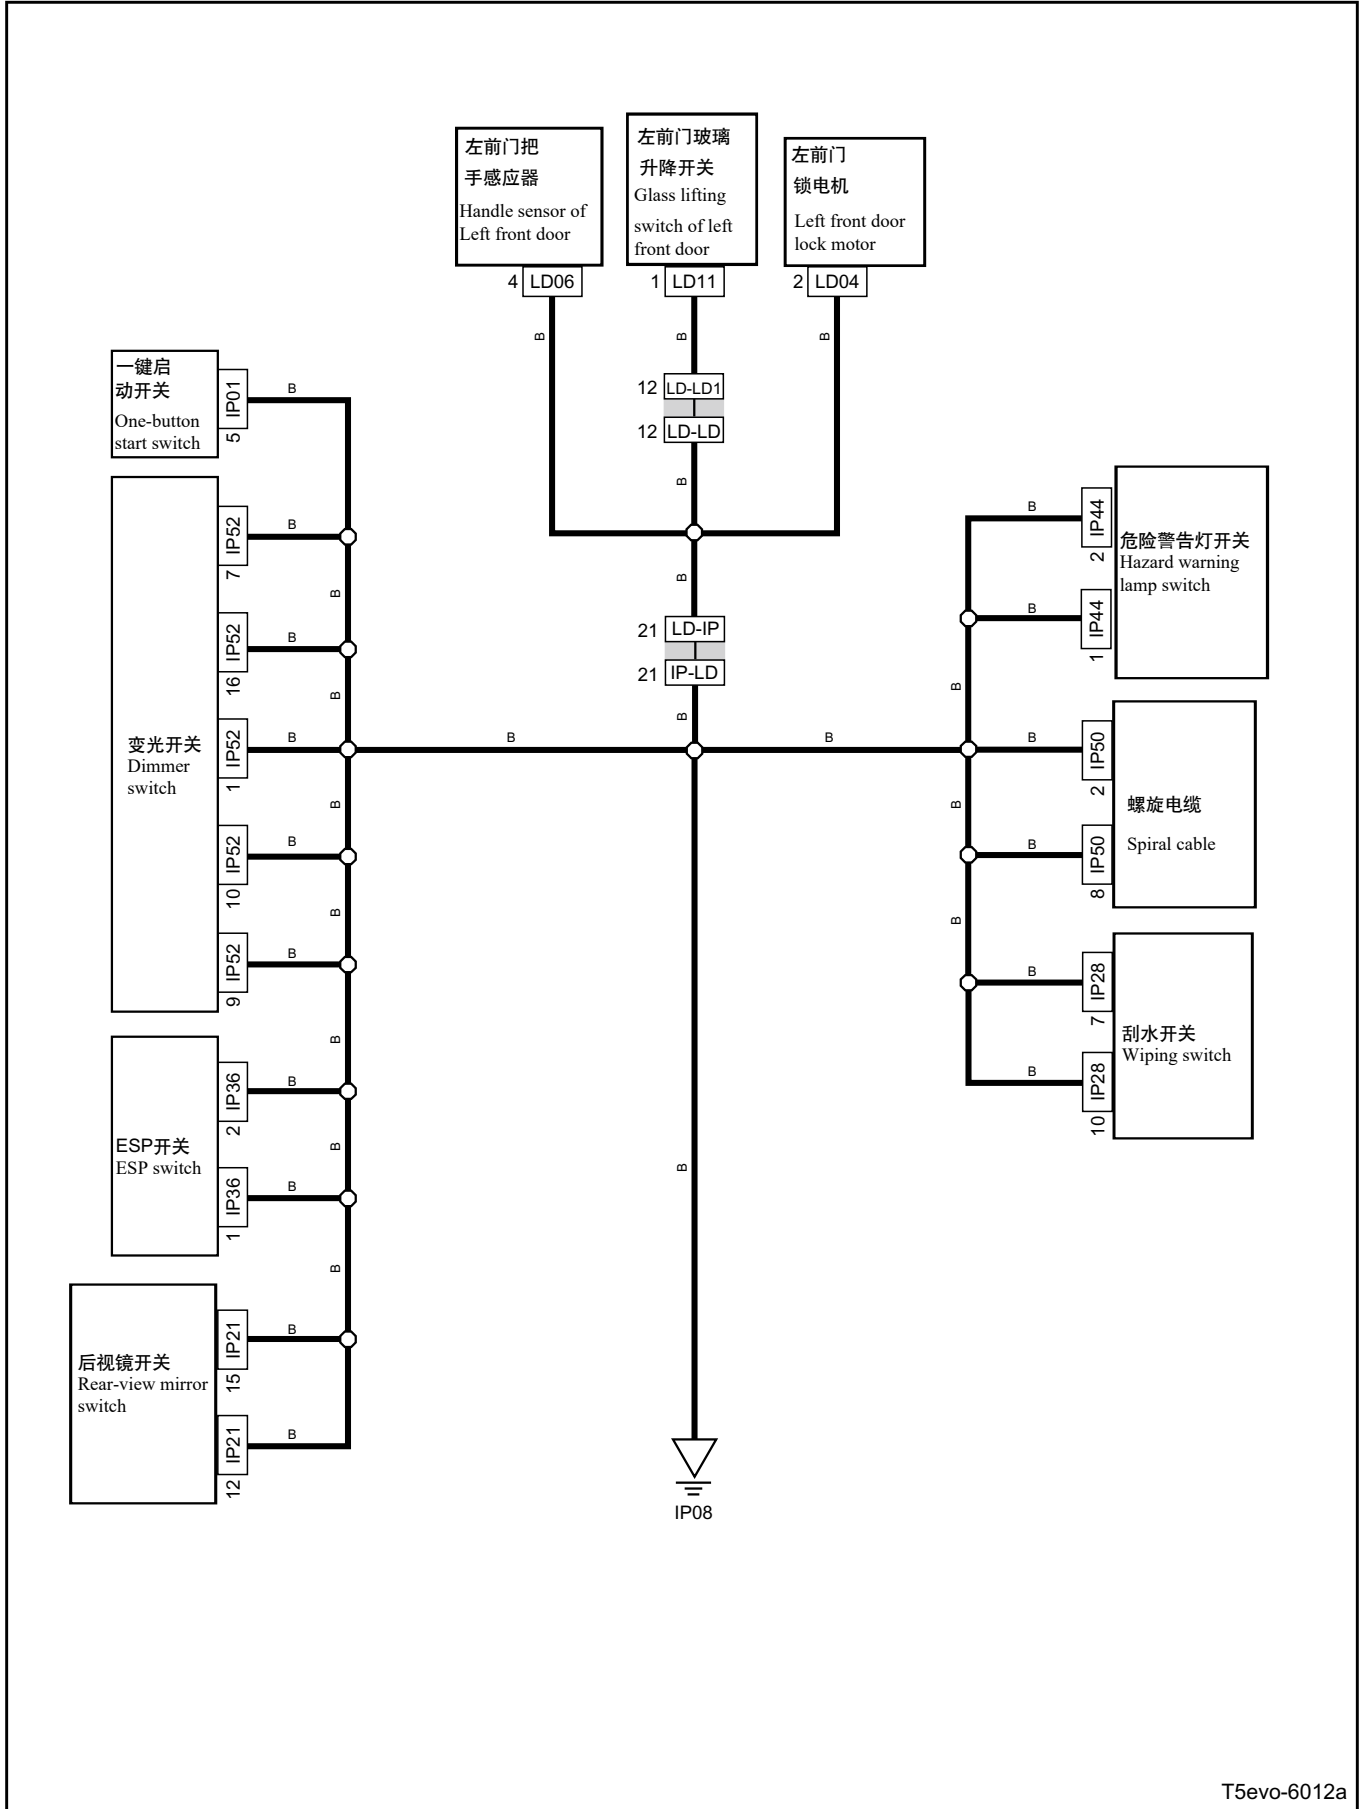 左前门把
手感应器
Handle sensor of
Left front door
4 LD06
B
左前门玻璃
升降开关
Glass lifting
switch of left
front door
1 LD11
B
左前门
锁电机
Left front door
lock motor
2 LD04
B
12 LD-LD1
12 LD-LD
B
B
21 LD-IP
21 IP-LD
B
一键启
动开关
One-button
start switch
IP01
5
B
变光开关
Dimmer
switch
IP52
7
B
B
IP52
16
B
B
IP52
1
B
B
IP52
10
B
B
IP52
9
B
B
ESP开关
ESP switch
IP36
2
B
B
IP36
1
B
B
后视镜开关
Rear-view mirror
switch
IP21
15
B
IP21
12
B
B
B
B
IP08
B
IP44
2
危险警告灯开关
Hazard warning
lamp switch
B
IP44
1
B
B
IP50
2
螺旋电缆
Spiral cable
B
B
IP50
8
B
B
IP28
7
刮水开关
Wiping switch
B
IP28
10
T5evo-6012a